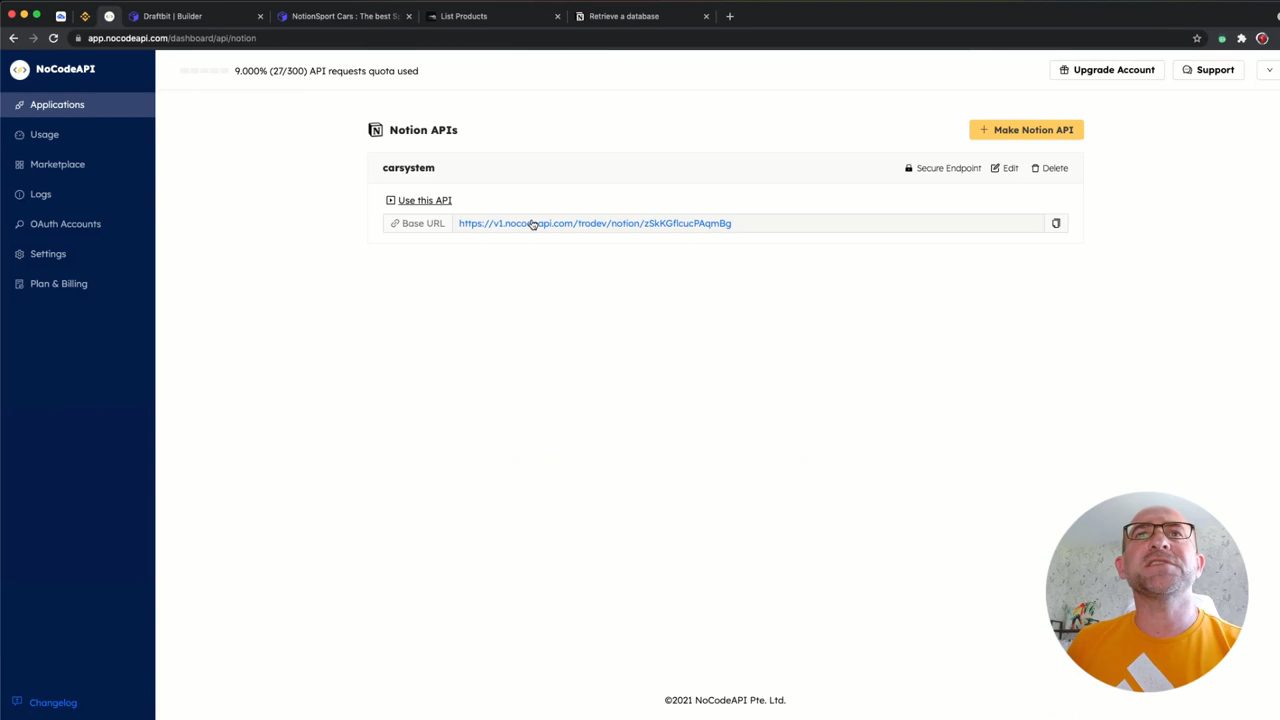 Draftbit | Builder
NotionSport Cars : The best S
List Products
Retrieve a database
app.nocodeapi.com/dashboard/api/notion
NoCodeAPI
9.000% (27/300) API requests quota used
Upgrade Account
Support
Applications
Usage
Marketplace
Logs
OAuth Accounts
Settings
Plan & Billing
Notion APIs
Make Notion API
carsystem
Secure Endpoint
Edit
Delete
Use this API
Base URL
https://v1.nocodeapi.com/trodev/notion/zSkKGflcucPAqmBg
©2021 NoCodeAPI Pte. Ltd.
Changelog